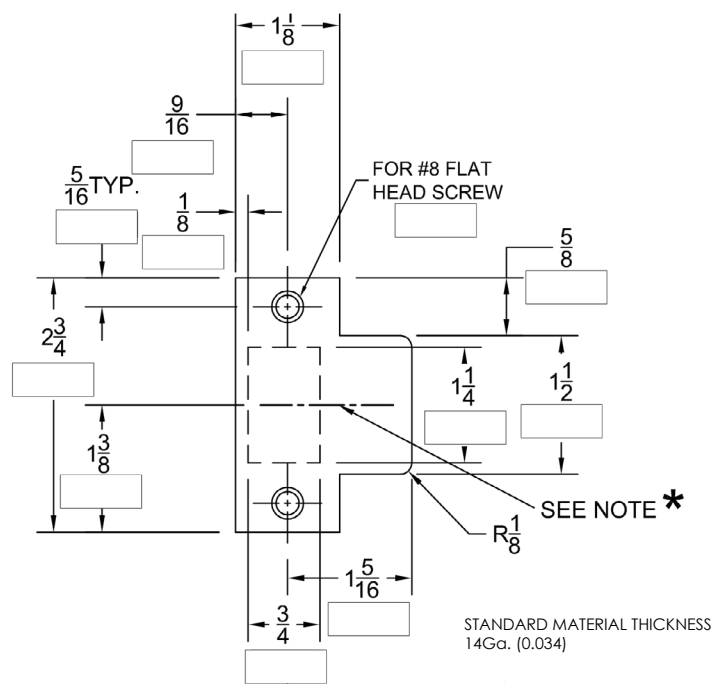 1 1/8
9/16
5/16 TYP.
1/8
FOR #8 FLAT
HEAD SCREW
5/8
2 3/4
1 3/8
1 1/4
1 1/2
SEE NOTE *
R 1/8
1 5/16
3/4
STANDARD MATERIAL THICKNESS
14Ga. (0.034)